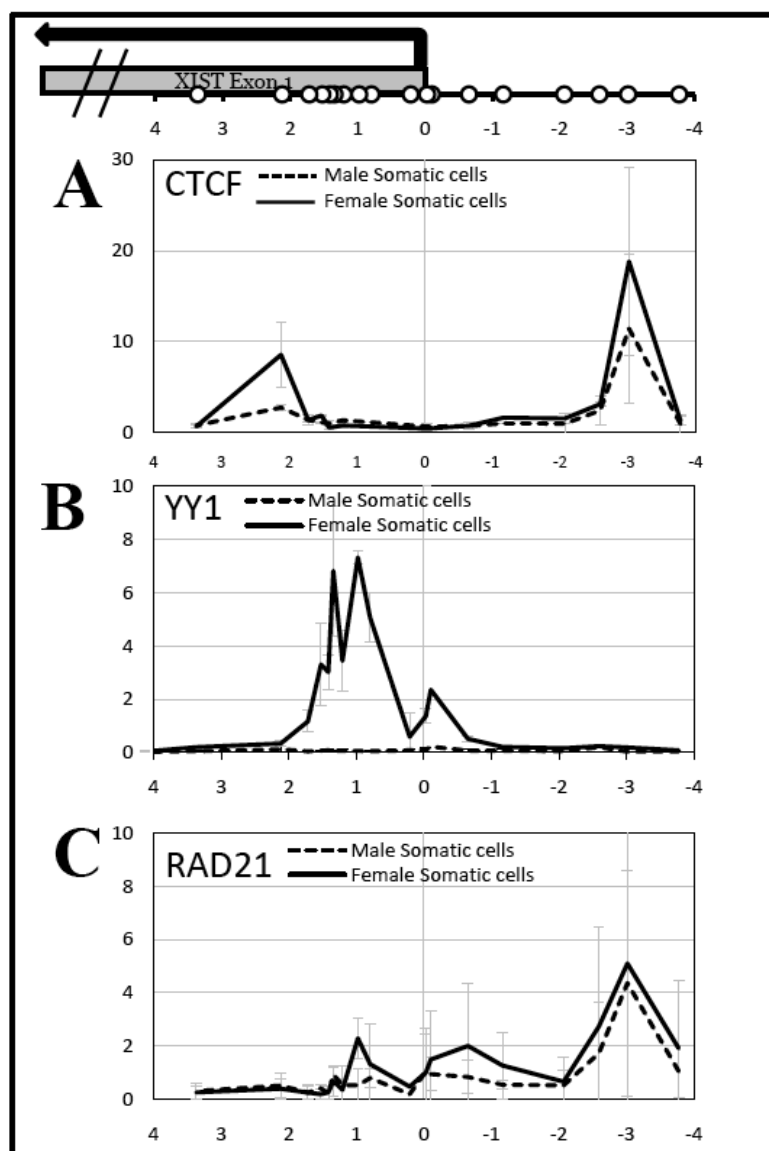 XIST Exon 1
4 3 2 1 0 -1 -2 -3 -4
A
CTCF
Male Somatic cells
Female Somatic cells
30
20
10
0
4 3 2 1 0 -1 -2 -3 -4
B
YY1
Male Somatic cells
Female Somatic cells
10
8
6
4
2
0
4 3 2 1 0 -1 -2 -3 -4
C
RAD21
Male Somatic cells
Female Somatic cells
10
8
6
4
2
0
4 3 2 1 0 -1 -2 -3 -4